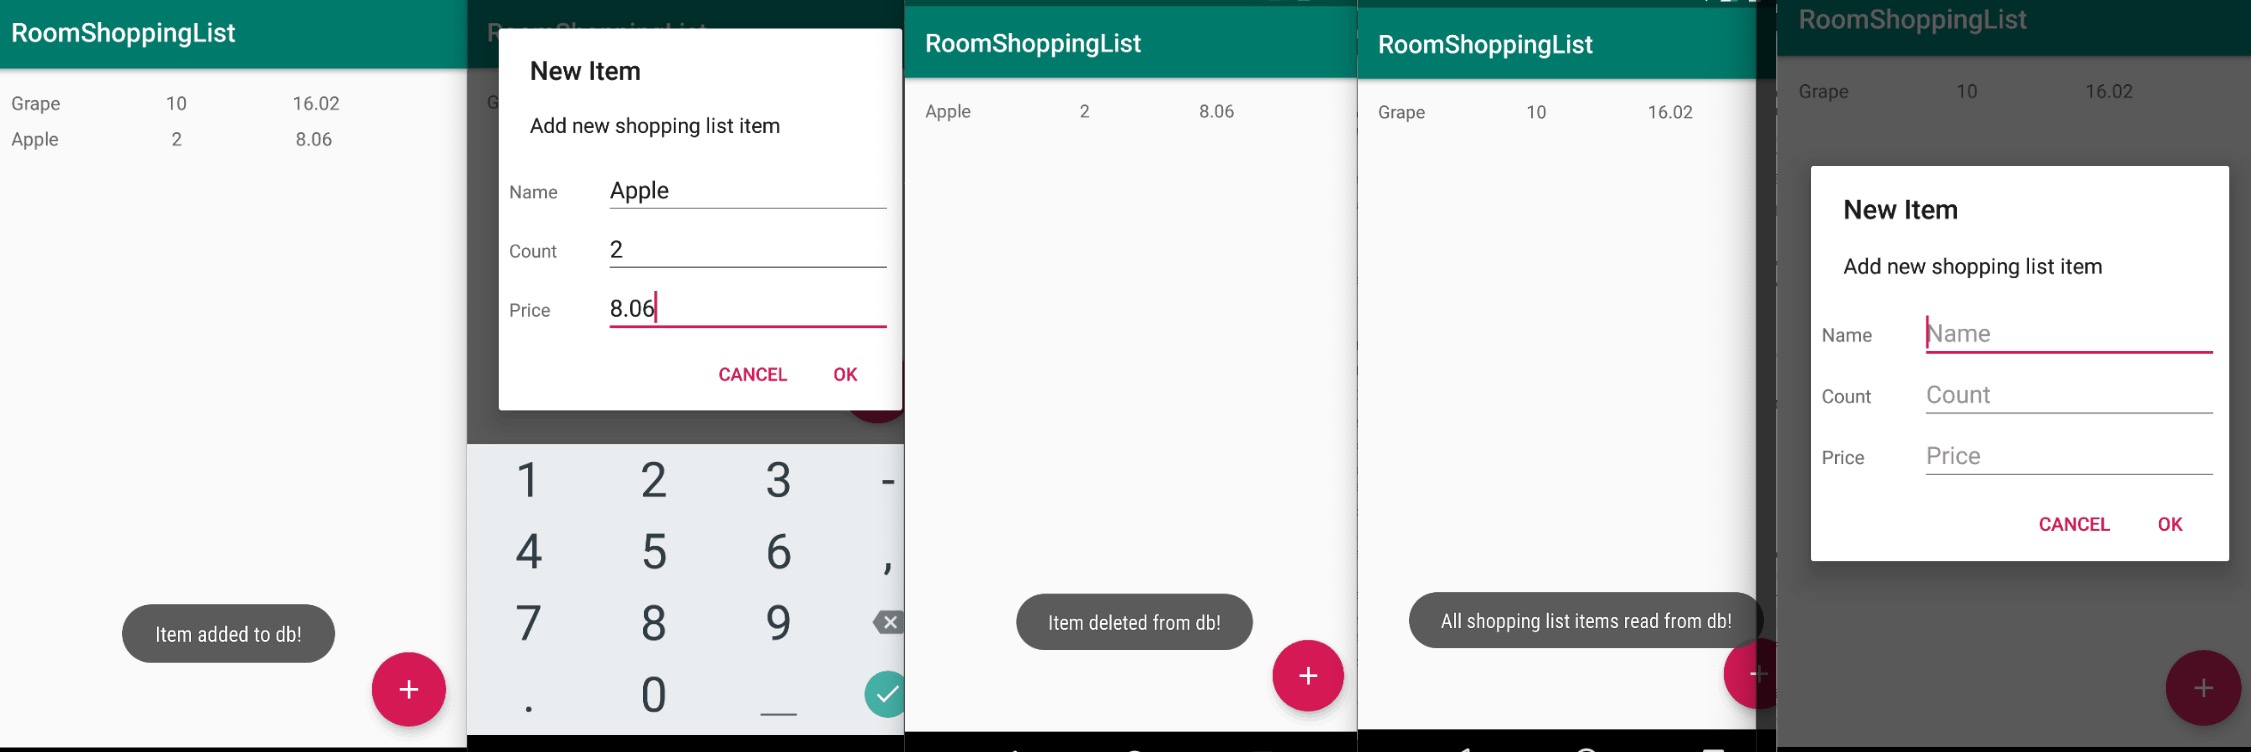 RoomShoppingList
Grape 10 16.02
Apple 2 8.06
Item added to db!
+
New Item
Add new shopping list item
Name Apple
Count 2
Price 8.06
CANCEL OK
1 2 3 -
4 5 6 ,
7 8 9
. 0 _
RoomShoppingList
Apple 2 8.06
Item deleted from db!
+
RoomShoppingList
Grape 10 16.02
All shopping list items read from db!
+
RoomShoppingList
Grape 10 16.02
New Item
Add new shopping list item
Name Name
Count Count
Price Price
CANCEL OK
+